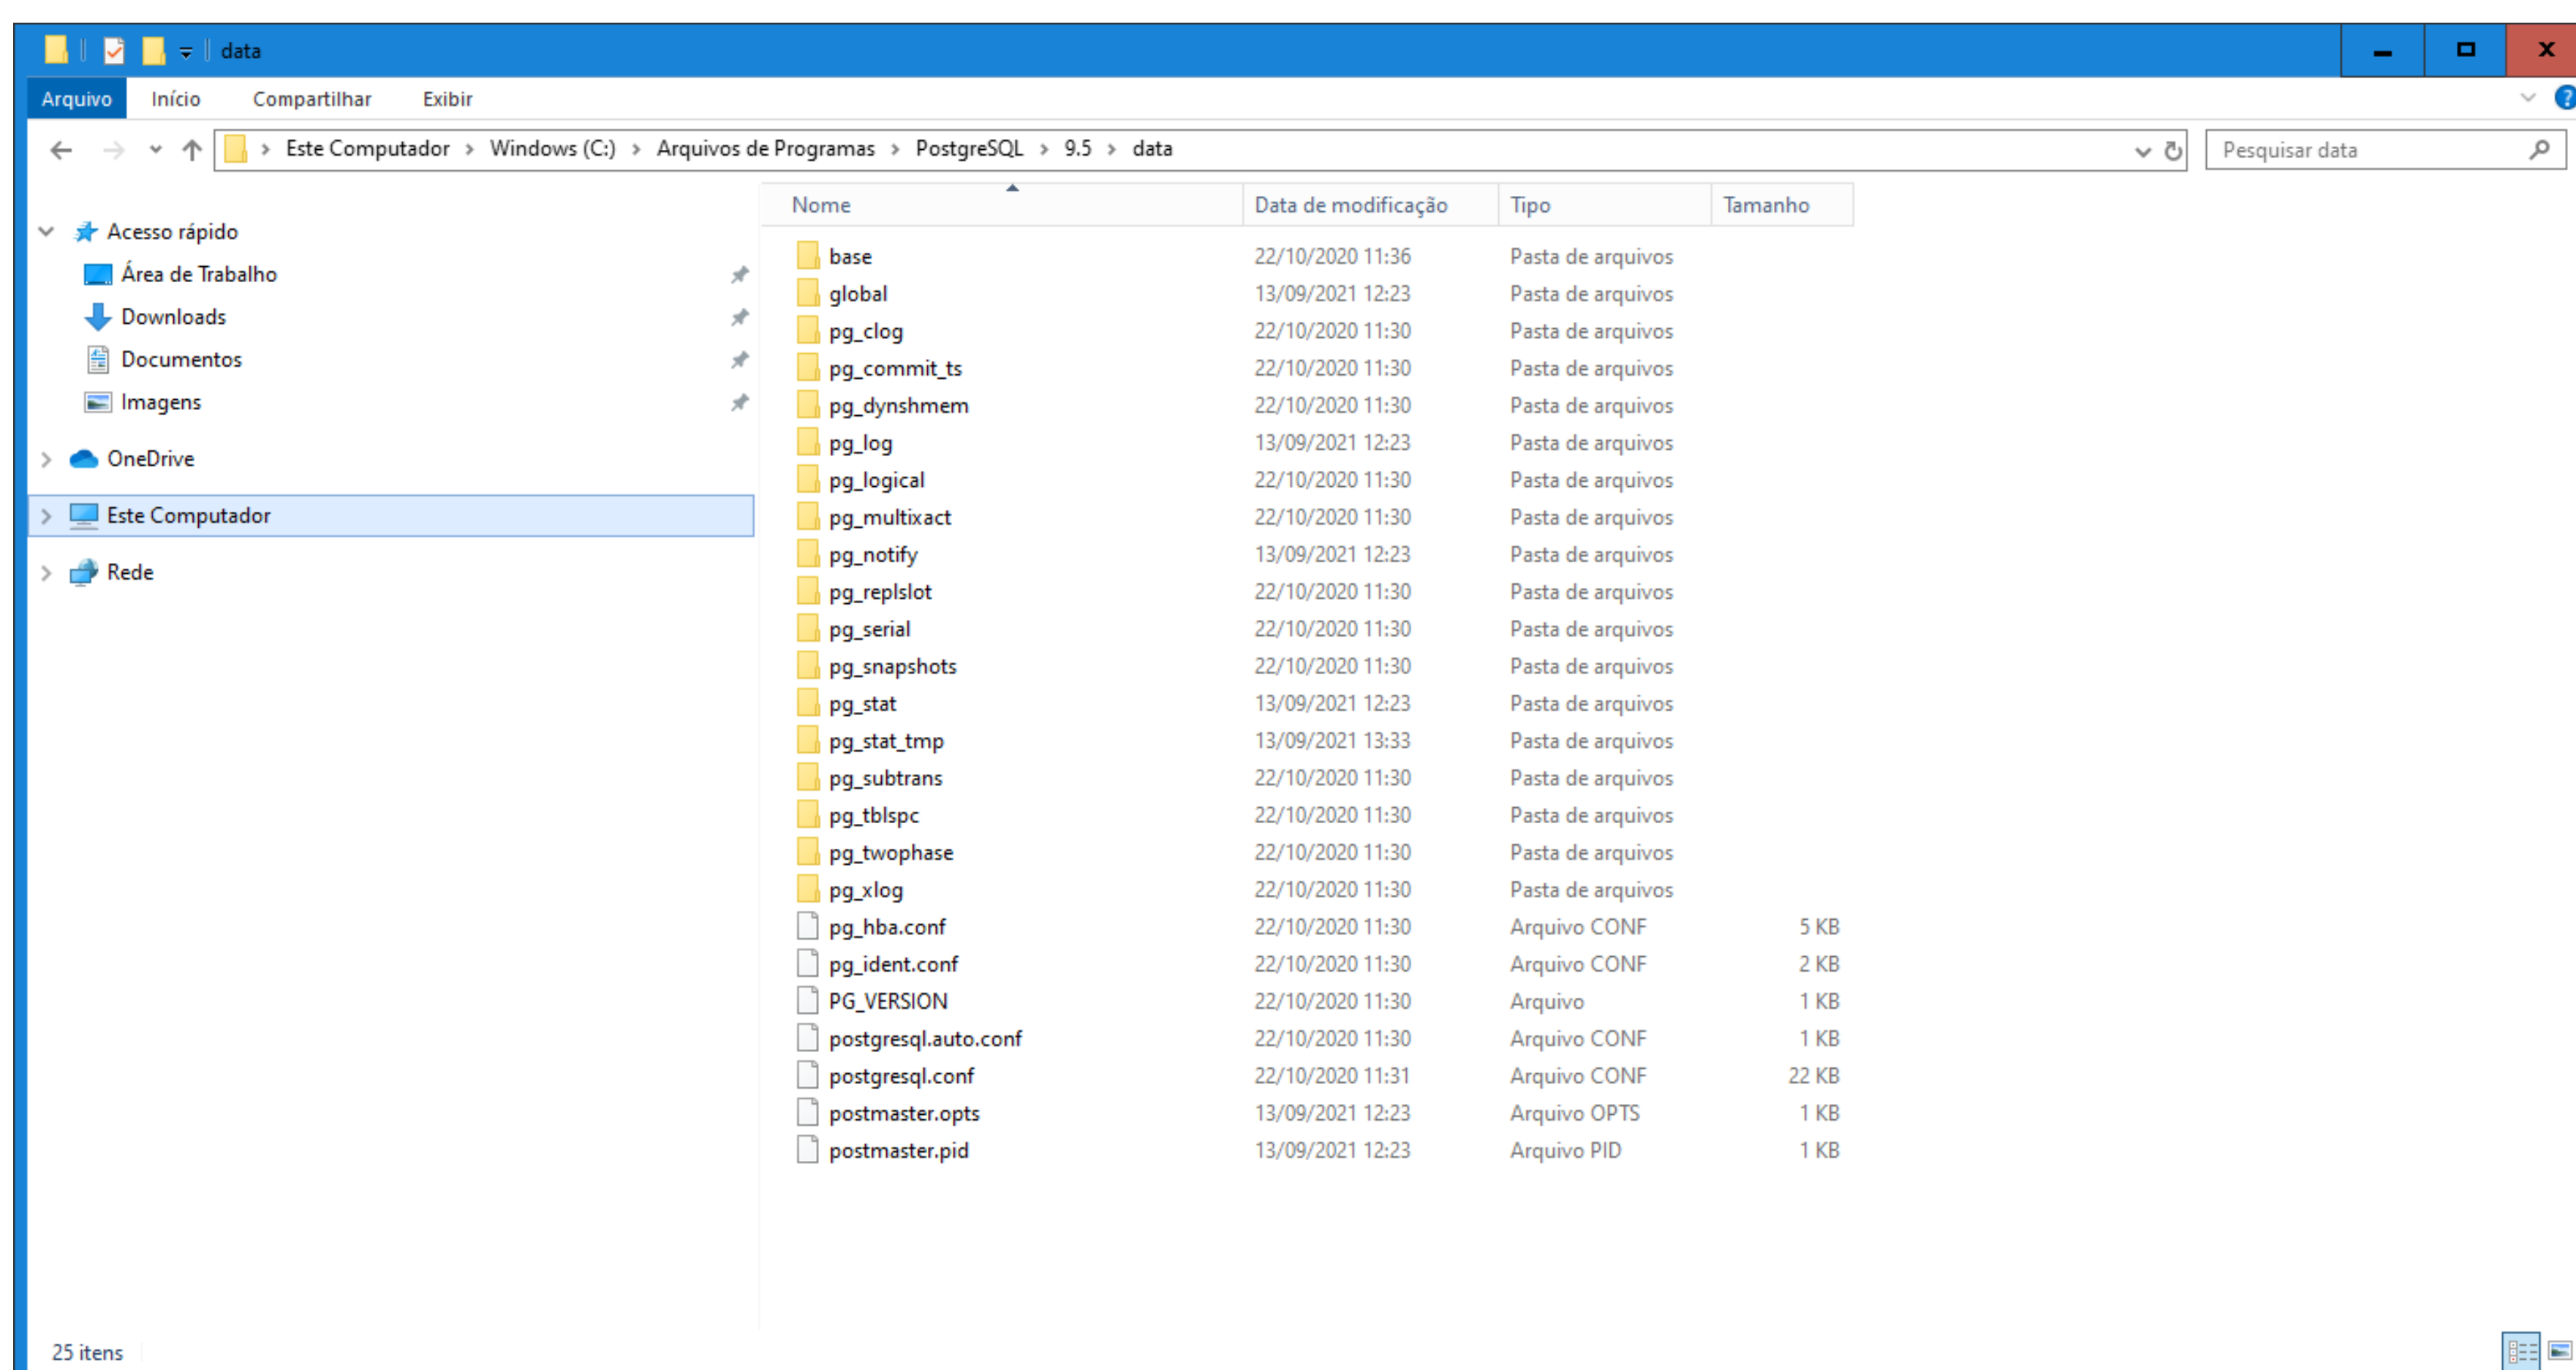 data
Arquivo Início Compartilhar Exibir
Este Computador > Windows (C:) > Arquivos de Programas > PostgreSQL > 9.5 > data
Pesquisar data
Acesso rápido
Área de Trabalho
Downloads
Documentos
Imagens
OneDrive
Este Computador
Rede
Nome Data de modificação Tipo Tamanho
base 22/10/2020 11:36 Pasta de arquivos
global 13/09/2021 12:23 Pasta de arquivos
pg_clog 22/10/2020 11:30 Pasta de arquivos
pg_commit_ts 22/10/2020 11:30 Pasta de arquivos
pg_dynshmem 22/10/2020 11:30 Pasta de arquivos
pg_log 13/09/2021 12:23 Pasta de arquivos
pg_logical 22/10/2020 11:30 Pasta de arquivos
pg_multixact 22/10/2020 11:30 Pasta de arquivos
pg_notify 13/09/2021 12:23 Pasta de arquivos
pg_replslot 22/10/2020 11:30 Pasta de arquivos
pg_serial 22/10/2020 11:30 Pasta de arquivos
pg_snapshots 22/10/2020 11:30 Pasta de arquivos
pg_stat 13/09/2021 12:23 Pasta de arquivos
pg_stat_tmp 13/09/2021 13:33 Pasta de arquivos
pg_subtrans 22/10/2020 11:30 Pasta de arquivos
pg_tblspc 22/10/2020 11:30 Pasta de arquivos
pg_twophase 22/10/2020 11:30 Pasta de arquivos
pg_xlog 22/10/2020 11:30 Pasta de arquivos
pg_hba.conf 22/10/2020 11:30 Arquivo CONF 5 KB
pg_ident.conf 22/10/2020 11:30 Arquivo CONF 2 KB
PG_VERSION 22/10/2020 11:30 Arquivo 1 KB
postgresql.auto.conf 22/10/2020 11:30 Arquivo CONF 1 KB
postgresql.conf 22/10/2020 11:31 Arquivo CONF 22 KB
postmaster.opts 13/09/2021 12:23 Arquivo OPTS 1 KB
postmaster.pid 13/09/2021 12:23 Arquivo PID 1 KB
25 itens